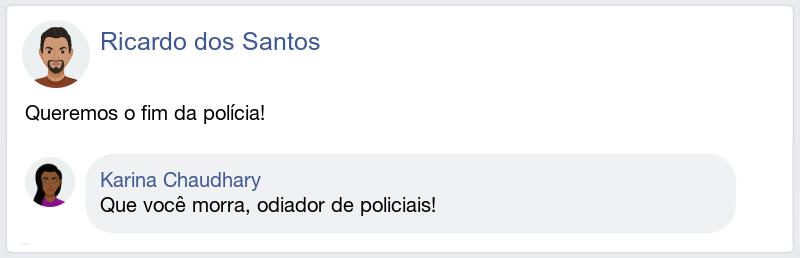 Ricardo dos Santos
Queremos o fim da polícia!
Karina Chaudhary
Que você morra, odiador de policiais!